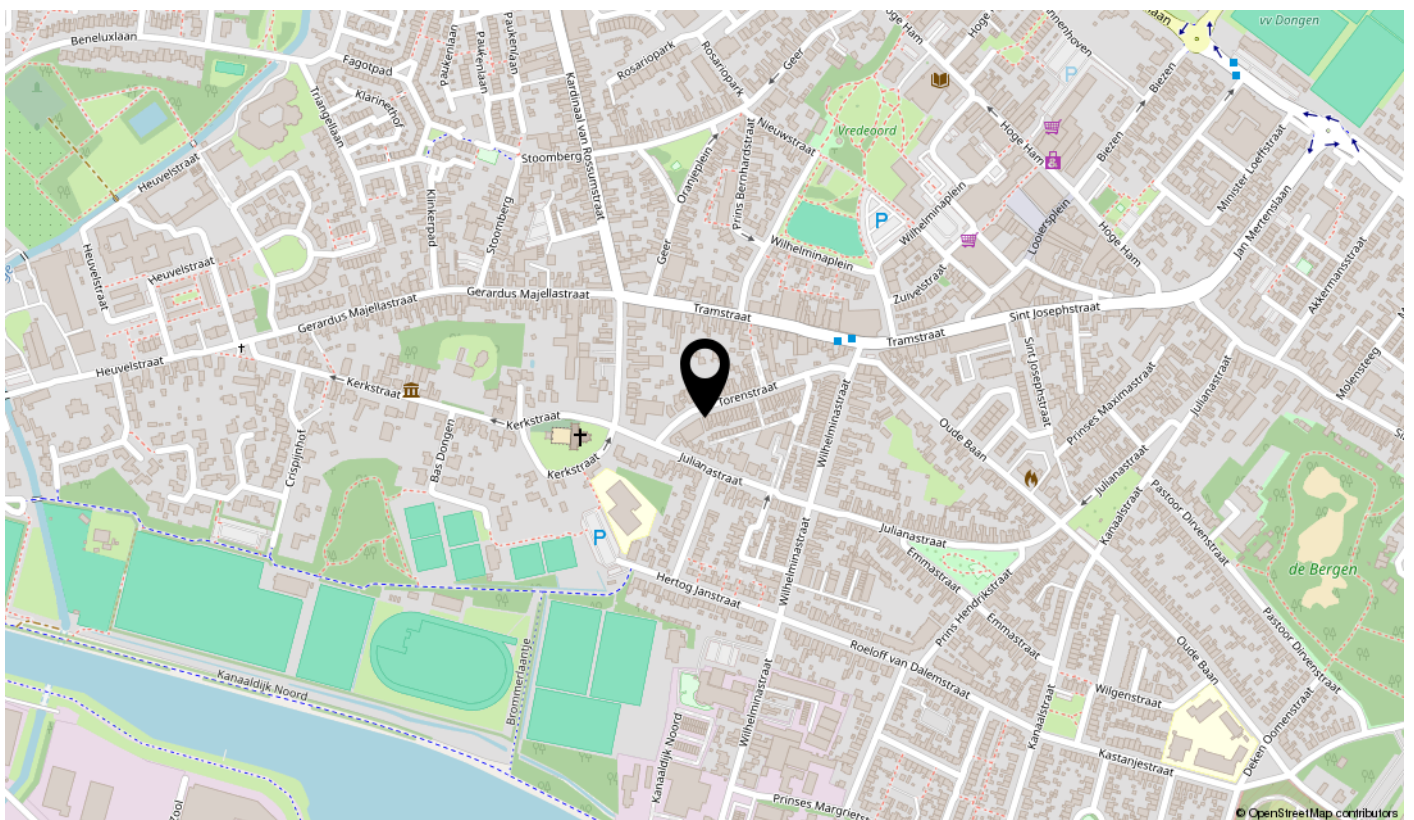 Beneluxlaan
Fagotpad
Paukenlaan
Paukenlaan
Klarinethof
Triangellaan
Kardinaal van Rossumstraat
Rosariopark
Rosariopark
Geer
Hoge Ham
Hoge
nnenhoven
laan
vv Dongen
P
Biezen
Biezen
Nieuwstraat
Vredeoord
Hoge Ham
Stoomberg
Oranjeplein
Prins Bernhardstraat
Minister Loeffstraat
Heuvelstraat
Klinkerpad
Stoomberg
P
Wilhelminaplein
Looiersplein
Hoge Ham
Jan Mertenslaan
Heuvelstraat
Heuvelstraat
Geer
Wilhelminaplein
Zuivelstraat
Akkermansstraat
Gerardus Majellastraat
Gerardus Majellastraat
Tramstraat
Tramstraat
Sint Josephstraat
Sint Josephstraat
Heuvelstraat
Kerkstraat
Torenstraat
Prinses Maximastraat
Julianastraat
Molensteeg
Kerkstraat
Bas Dongen
Crispijnhof
Kerkstraat
Julianastraat
Wilhelminastraat
Oude Baan
Julianastraat
Kanaalstraat
Pastoor Dirvenstraat
P
Julianastraat
Emmastraat
de Bergen
Hertog Janstraat
Wilhelminastraat
Prins Hendrikstraat
Emmastraat
Pastoor Dirvenstraat
Kanaaldijk Noord
Brommerlaantje
Roeloff van Dalemstraat
Oude Baan
Wilgenstraat
Kanaalstraat
Wilhelminastraat
Kanaaldijk Noord
Kastanjestraat
Deken Oomenstraat
zool
Prinses Margriets
© OpenStreetMap contributors